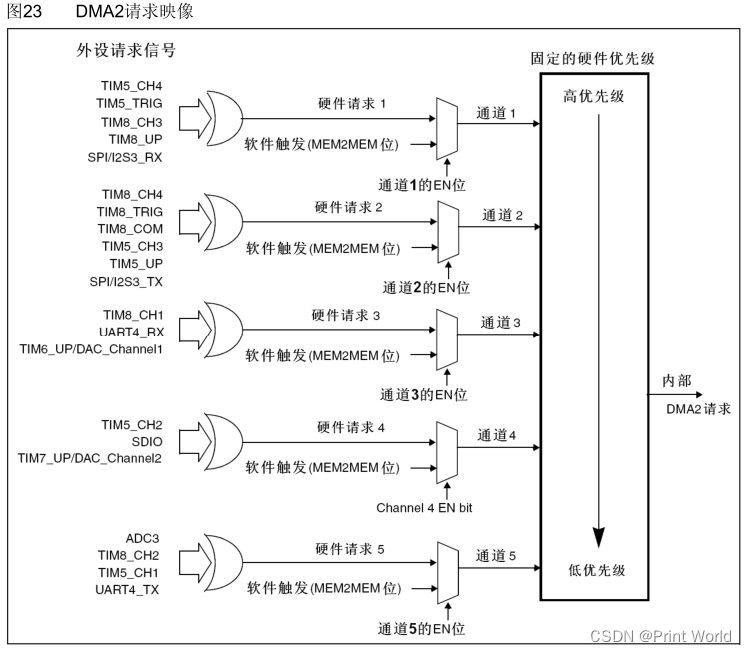 图23 DMA2请求映像
外设请求信号
固定的硬件优先级
TIM5_CH4
TIM5_TRIG
TIM8_CH3
TIM8_UP
SPI/I2S3_RX
硬件请求 1
软件触发(MEM2MEM 位)
通道1的EN位
通道 1
高优先级
TIM8_CH4
TIM8_TRIG
TIM8_COM
TIM5_CH3
TIM5_UP
SPI/I2S3_TX
硬件请求 2
软件触发(MEM2MEM 位)
通道2的EN位
通道 2
TIM8_CH1
UART4_RX
TIM6_UP/DAC_Channel1
硬件请求 3
软件触发(MEM2MEM 位)
通道3的EN位
通道 3
内部
DMA2 请求
TIM5_CH2
SDIO
TIM7_UP/DAC_Channel2
硬件请求 4
软件触发(MEM2MEM 位)
Channel 4 EN bit
通道4
ADC3
TIM8_CH2
TIM5_CH1
UART4_TX
硬件请求 5
软件触发(MEM2MEM 位)
通道5的EN位
通道 5
低优先级
CSDN @Print World